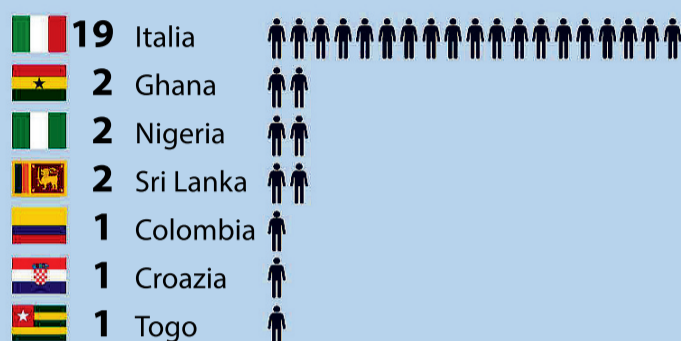 19 Italia
2 Ghana
2 Nigeria
2 Sri Lanka
1 Colombia
1 Croazia
1 Togo